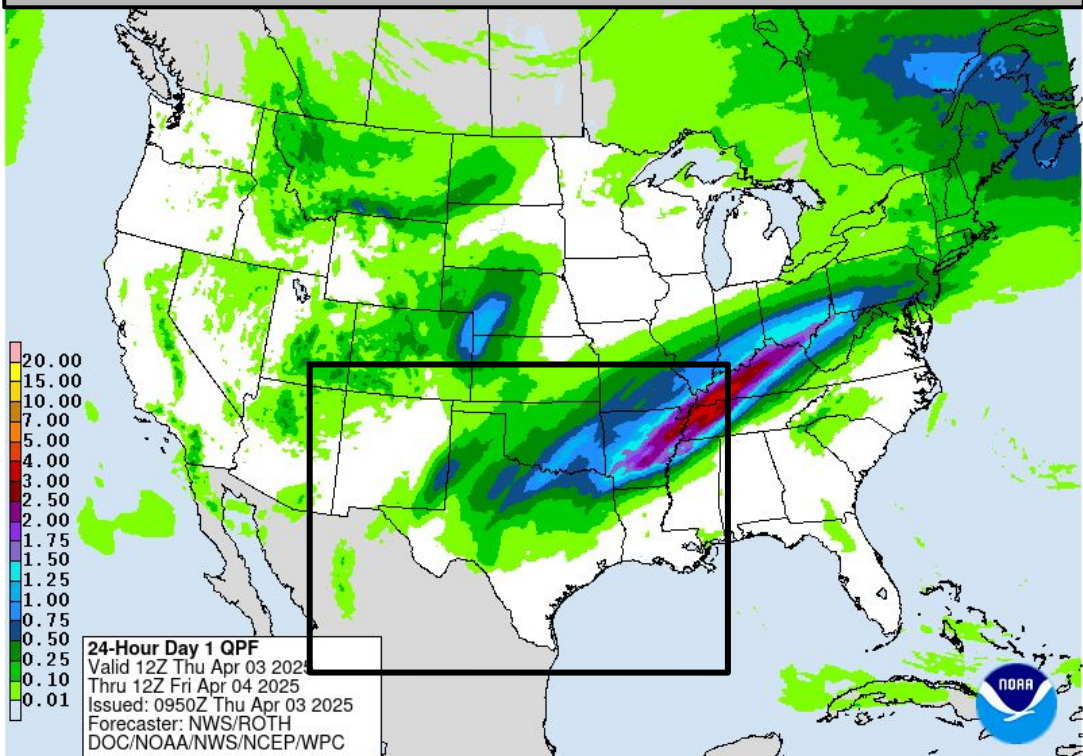 20.00
15.00
10.00
7.00
5.00
4.00
3.00
2.50
2.00
1.75
1.50
1.25
1.00
0.75
0.50
0.25
0.10
0.01
24-Hour Day 1 QPF
Valid 12Z Thu Apr 03 2025
Thru 12Z Fri Apr 04 2025
Issued: 0950Z Thu Apr 03 2025
Forecaster: NWS/ROTH
DOC/NOAA/NWS/NCEP/WPC
NOAA